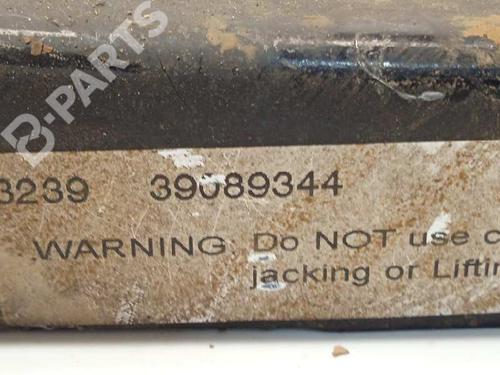 B-PARTS
3239 39089344
WARNING Do NOT use c
jacking or Liftin